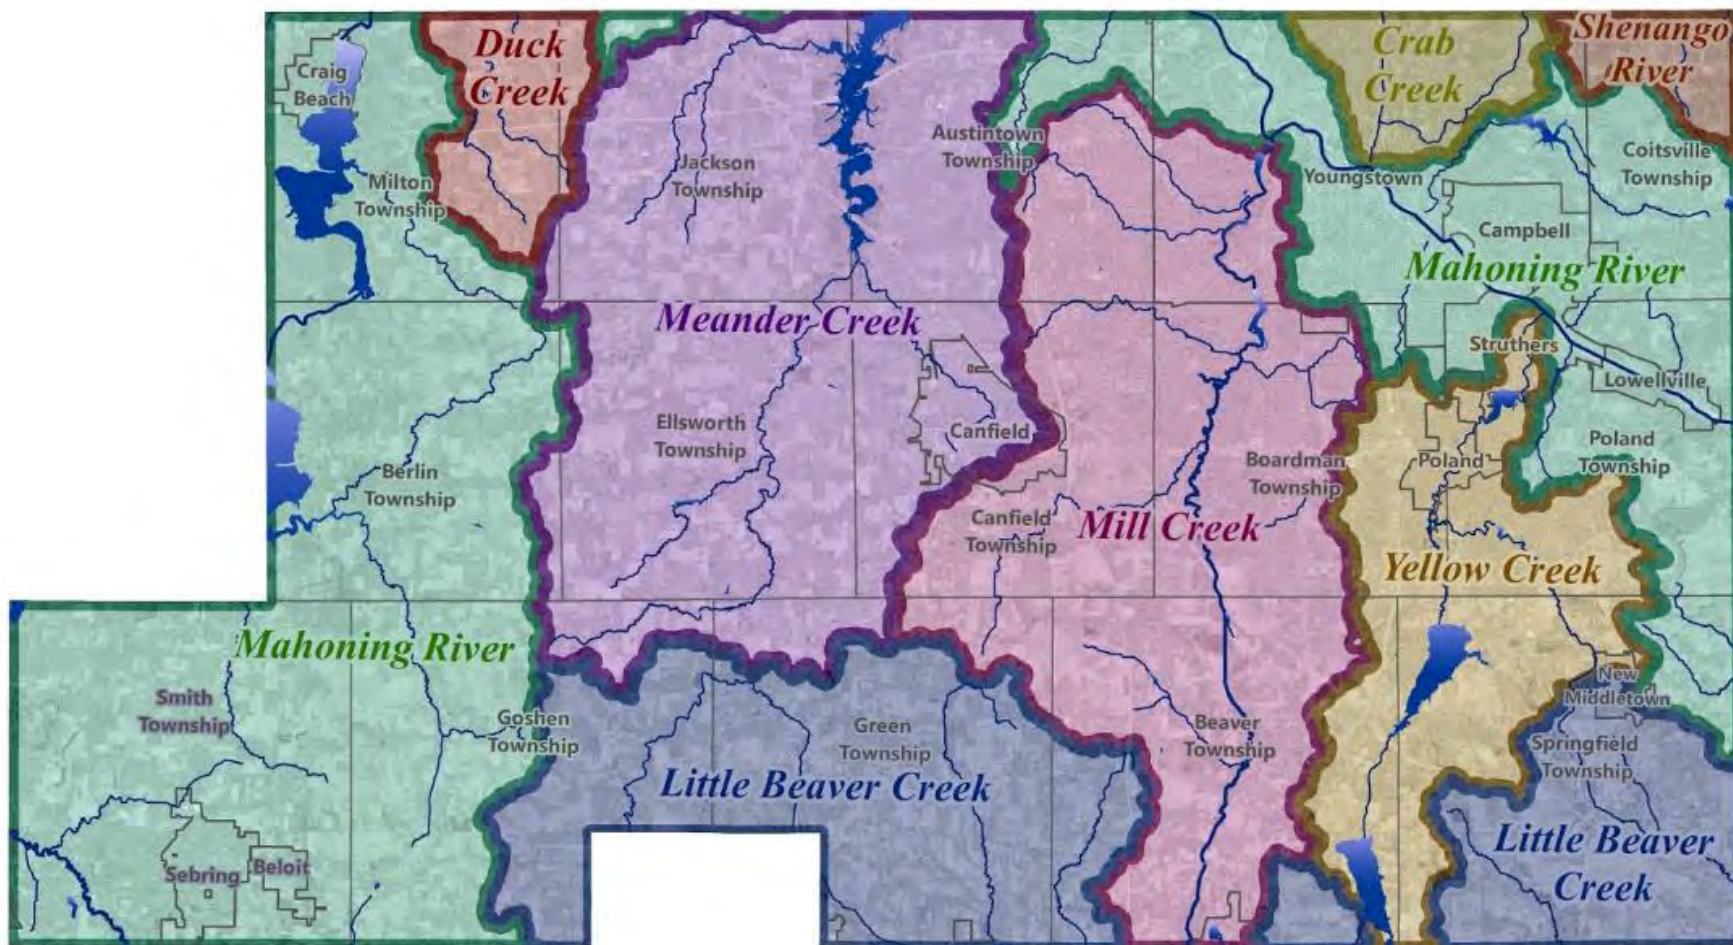 Duck
Creek
Crab
Creek
Shenango
River
Craig
Beach
Austintown
Township
Jackson
Township
Milton
Township
Youngstown
Coitsville
Township
Campbell
Mahoning River
Meander Creek
Struthers
Lowellville
Ellsworth
Township
Canfield
Berlin
Township
Boardman
Township
Poland
Poland
Township
Canfield
Township
Mill Creek
Yellow Creek
Mahoning River
Smith
Township
Goshen
Township
Green
Township
Beaver
Township
New
Middletown
Springfield
Township
Little Beaver Creek
Little Beaver
Creek
Sebring
Beloit